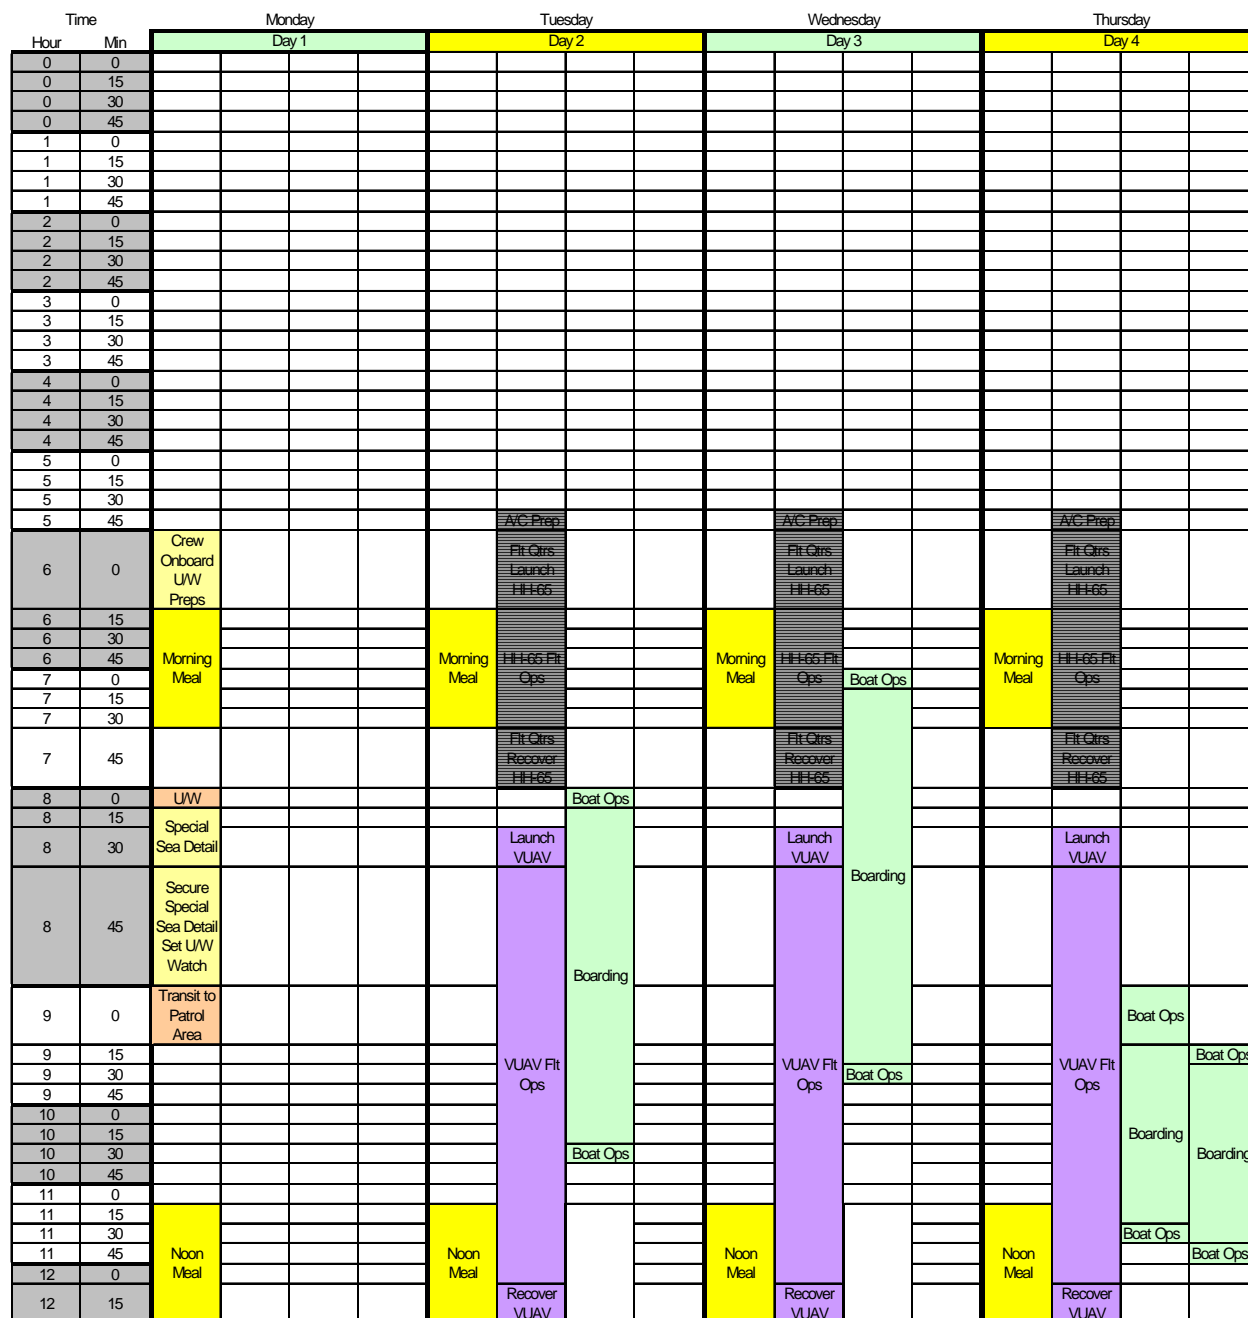 Time Monday Tuesday Wednesday Thursday
Hour Min Day 1 Day 2 Day 3 Day 4
0 0
0 15
0 30
0 45
1 0
1 15
1 30
1 45
2 0
2 15
2 30
2 45
3 0
3 15
3 30
3 45
4 0
4 15
4 30
4 45
5 0
5 15
5 30
5 45 A/C Prep A/C Prep A/C Prep
Crew
Onboard Flt Qtrs Flt Qtrs Flt Qtrs
6 0 U/W Launch Launch Launch
Preps HH-65 HH-65 HH-65
6 15
6 30
6 45 Morning Morning HH-65 Flt Morning HH-65 Flt Morning HH-65 Flt
7 0 Meal Meal Ops Meal Ops Boat Ops Meal Ops
7 15
7 30
Flt Qtrs Flt Qtrs Flt Qtrs
7 45 Recover Recover Recover
HH-65 HH-65 HH-65
8 0 U/W Boat Ops
8 15 Special
Sea Detail Launch Launch Launch
8 30 VUAV VUAV VUAV
Boarding
Secure
Special
8 45 Sea Detail
Set U/W
Watch
Boarding
Transit to
9 0 Patrol Boat Ops
Area
9 15 Boat Ops
9 30 VUAV Flt VUAV Flt Boat Ops VUAV Flt
9 45 Ops Ops Ops
10 0
10 15 Boarding
10 30 Boat Ops Boarding
10 45
11 0
11 15
11 30 Boat Ops
11 45 Noon Noon Noon Noon Boat Ops
12 0 Meal Meal Meal Meal
Recover Recover Recover
12 15 VUAV VUAV VUAV